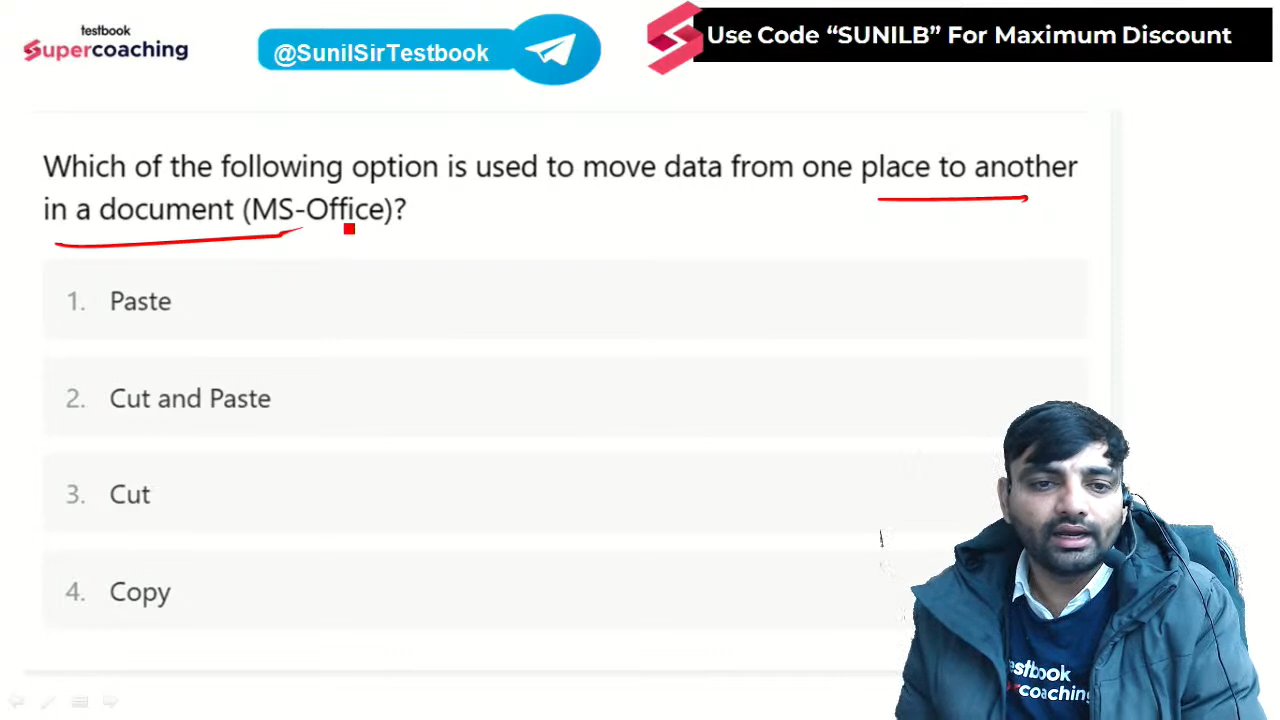 testbook
Supercoaching
@SunilSirTestbook
Use Code “SUNILB” For Maximum Discount
Which of the following option is used to move data from one place to another
in a document (MS-Office)?
1. Paste
2. Cut and Paste
3. Cut
4. Copy
testbook
coaching